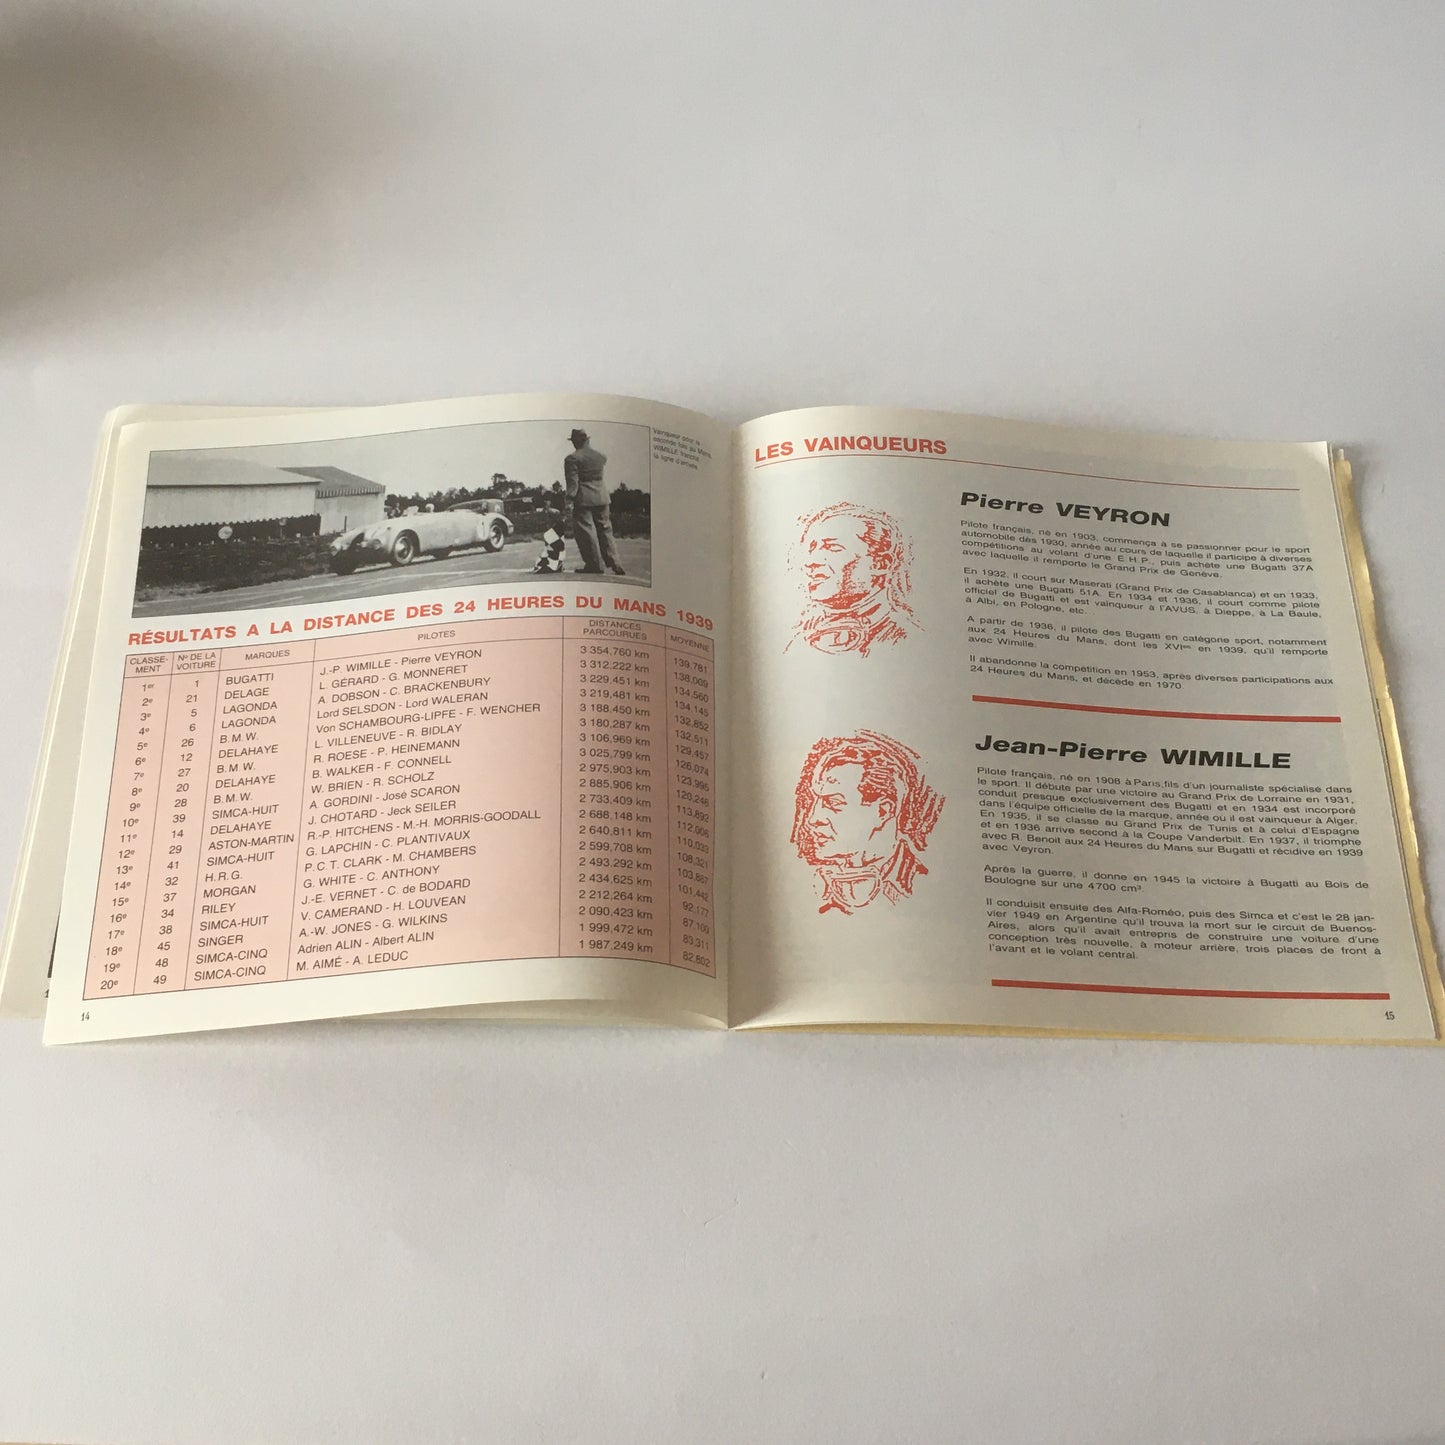 Vainqueur pour la
seconde fois au Mans,
WIMILLE franchit
la ligne d'arrivée.
RÉSULTATS A LA DISTANCE DES 24 HEURES DU MANS 1939
CLASSE-MENT Nº DE LA VOITURE MARQUES PILOTES DISTANCES PARCOURUES MOYENNE
1er 1 BUGATTI J.-P. WIMILLE - Pierre VEYRON 3 354,760 km 139,781
2e 21 DELAGE L. GÉRARD - G. MONNERET 3 312,222 km 138,009
3e 5 LAGONDA A. DOBSON - C. BRACKENBURY 3 229,451 km 134,560
4e 6 LAGONDA Lord SELSDON - Lord WALERAN 3 219,481 km 134,145
5e 26 B.M.W. Von SCHAMBOURG-LIPFE - F. WENCHER 3 188,450 km 132,852
6e 12 DELAHAYE L. VILLENEUVE - R. BIDLAY 3 180,287 km 132,511
7e 27 B.M.W. R. ROESE - P. HEINEMANN 3 106,969 km 129,457
8e 20 DELAHAYE B. WALKER - F. CONNELL 3 025,799 km 126,074
9e 28 B.M.W. W. BRIEN - R. SCHOLZ 2 975,903 km 123,995
10e 39 SIMCA-HUIT A. GORDINI - José SCARON 2 885,906 km 120,246
11e 14 DELAHAYE J. CHOTARD - Jeck SEILER 2 733,409 km 113,892
12e 29 ASTON-MARTIN R.-P. HITCHENS - M.-H. MORRIS-GOODALL 2 688,148 km 112,006
13e 41 SIMCA-HUIT G. LAPCHIN - C. PLANTIVAUX 2 640,811 km 110,033
14e 32 H.R.G. P.C.T. CLARK - M. CHAMBERS 2 599,708 km 108,321
15e 37 MORGAN G. WHITE - C. ANTHONY 2 493,292 km 103,887
16e 34 RILEY J.-E. VERNET - C. de BODARD 2 434,625 km 101,442
17e 38 SIMCA-HUIT V. CAMERAND - H. LOUVEAN 2 212,264 km 92,177
18e 45 SINGER A.-W. JONES - G. WILKINS 2 090,423 km 87,100
19e 48 SIMCA-CINQ Adrien ALIN - Albert ALIN 1 999,472 km 83,311
20e 49 SIMCA-CINQ M. AIMÉ - A. LEDUC 1 987,249 km 82,802
14
LES VAINQUEURS
Pierre VEYRON
Pilote français, né en 1903, commença à se passionner pour le sport
automobile dès 1930, année au cours de laquelle il participe à diverses
compétitions au volant d'une E.H.P., puis achète une Bugatti 37A
avec laquelle il remporte le Grand Prix de Genève.
En 1932, il court sur Maserati (Grand Prix de Casablanca) et en 1933,
il achète une Bugatti 51A. En 1934 et 1936, il court comme pilote
officiel de Bugatti et est vainqueur à l'AVUS, à Dieppe, à La Baule,
à Albi, en Pologne, etc.
A partir de 1936, il pilote des Bugatti en catégorie sport, notamment
aux 24 Heures du Mans, dont les XVIes en 1939, qu'il remporte
avec Wimille.
Il abandonne la compétition en 1953, après diverses participations aux
24 Heures du Mans, et décède en 1970.
Jean-Pierre WIMILLE
Pilote français, né en 1908 à Paris, fils d'un journaliste spécialisé dans
le sport. Il débute par une victoire au Grand Prix de Lorraine en 1931,
conduit presque exclusivement des Bugatti et en 1934 est incorporé
dans l'équipe officielle de la marque, année où il est vainqueur à Alger.
En 1935, il se classe au Grand Prix de Tunis et à celui d'Espagne
et en 1936 arrive second à la Coupe Vanderbilt. En 1937, il triomphe
avec R. Benoit aux 24 Heures du Mans sur Bugatti et récidive en 1939
avec Veyron.
Après la guerre, il donne en 1945 la victoire à Bugatti au Bois de
Boulogne sur une 4700 cm³.
Il conduisit ensuite des Alfa-Roméo, puis des Simca et c'est le 28 jan-
vier 1949 en Argentine qu'il trouva la mort sur le circuit de Buenos-
Aires, alors qu'il avait entrepris de construire une voiture d'une
conception très nouvelle, à moteur arrière, trois places de front à
l'avant et le volant central.
15